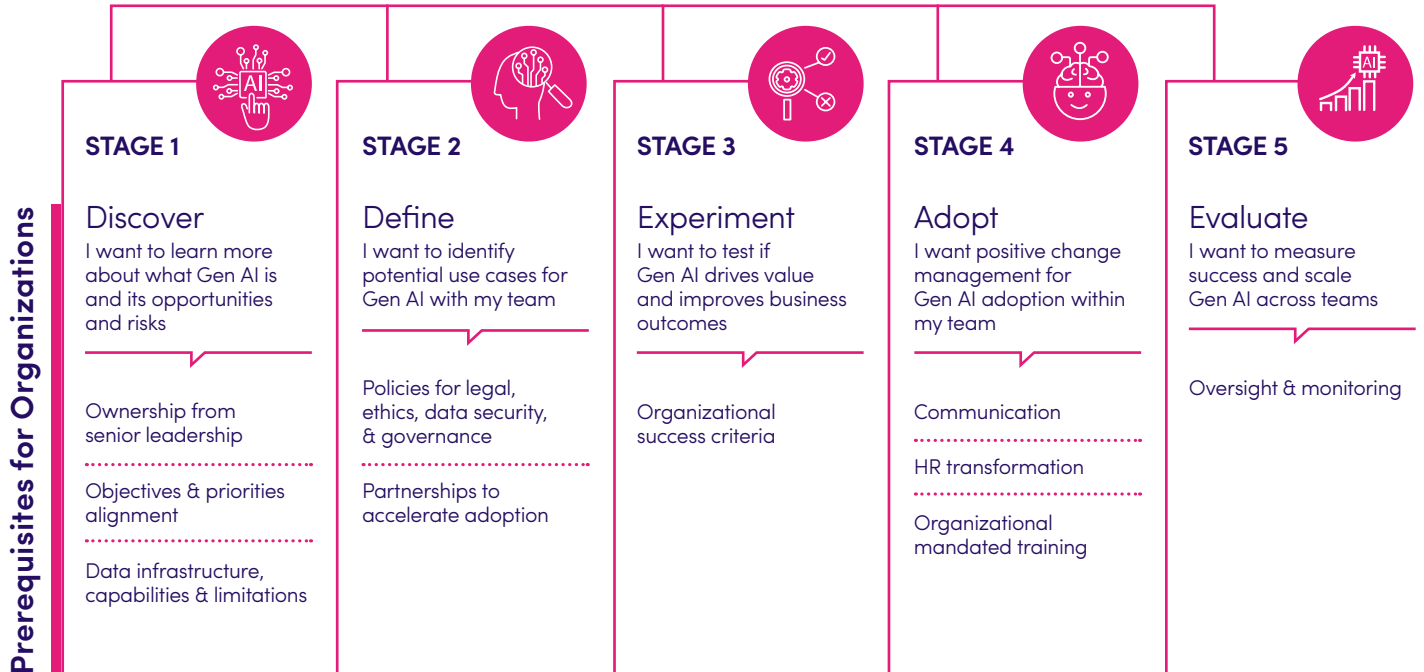 Prerequisites for Organizations
AI
STAGE 1
Discover
I want to learn more
about what Gen AI is
and its opportunities
and risks
Ownership from
senior leadership
Objectives & priorities
alignment
Data infrastructure,
capabilities & limitations
STAGE 2
Define
I want to identify
potential use cases for
Gen AI with my team
Policies for legal,
ethics, data security,
& governance
Partnerships to
accelerate adoption
STAGE 3
Experiment
I want to test if
Gen AI drives value
and improves business
outcomes
Organizational
success criteria
STAGE 4
Adopt
I want positive change
management for
Gen AI adoption within
my team
Communication
HR transformation
Organizational
mandated training
AI
STAGE 5
Evaluate
I want to measure
success and scale
Gen AI across teams
Oversight & monitoring